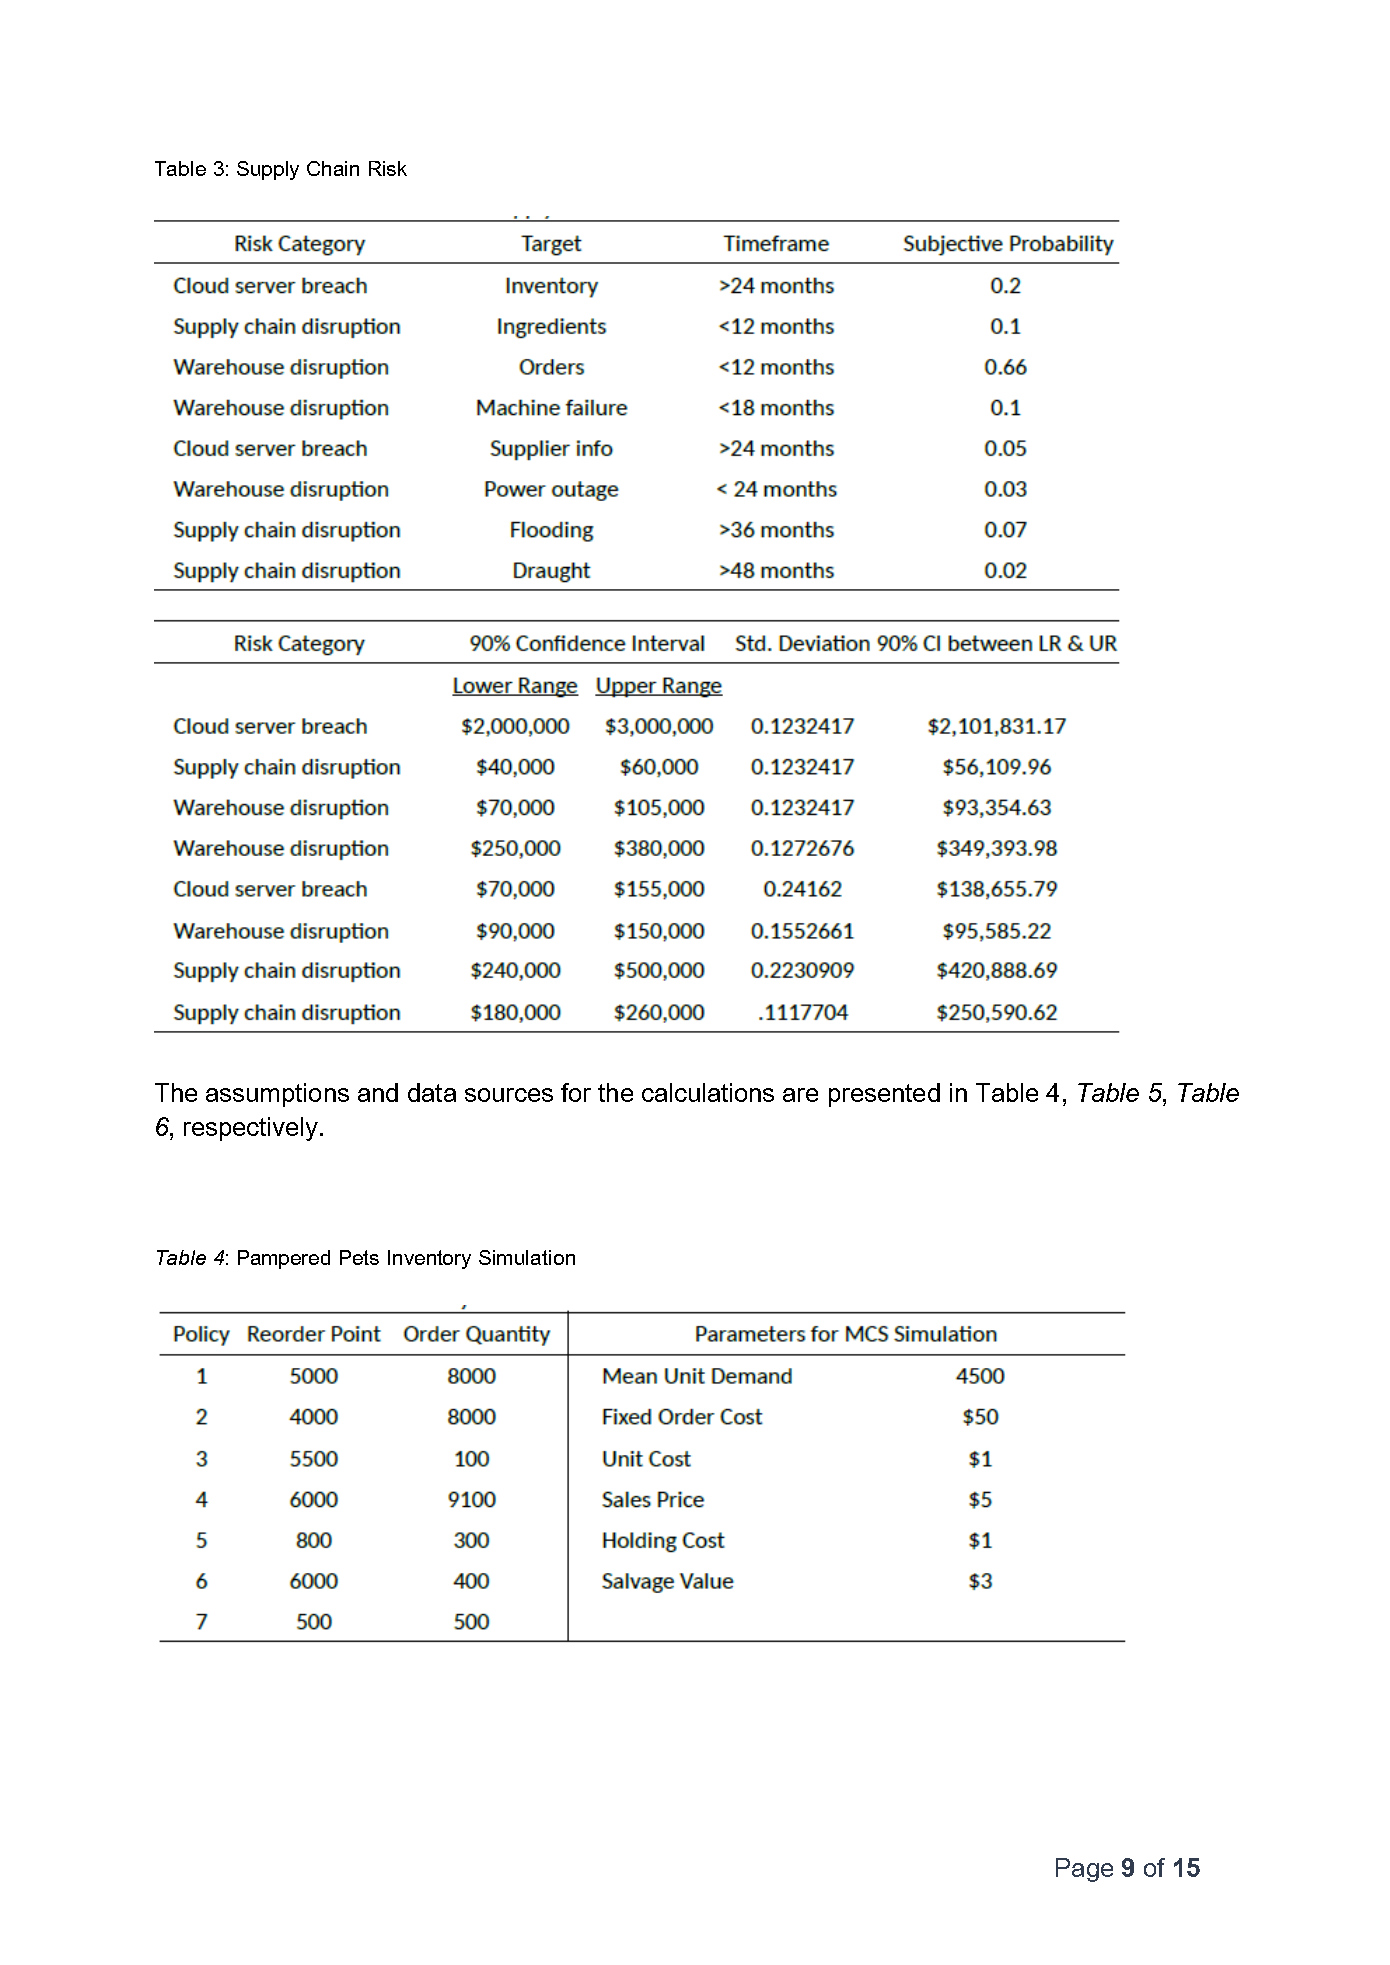 Table 3: Supply Chain Risk
Risk Category Target Timeframe Subjective Probability
Cloud server breach Inventory >24 months 0.2
Supply chain disruption Ingredients <12 months 0.1
Warehouse disruption Orders <12 months 0.66
Warehouse disruption Machine failure <18 months 0.1
Cloud server breach Supplier info >24 months 0.05
Warehouse disruption Power outage < 24 months 0.03
Supply chain disruption Flooding >36 months 0.07
Supply chain disruption Draught >48 months 0.02
Risk Category 90% Confidence Interval Std. Deviation 90% CI between LR & UR
Lower Range Upper Range
Cloud server breach $2,000,000 $3,000,000 0.1232417 $2,101,831.17
Supply chain disruption $40,000 $60,000 0.1232417 $56,109.96
Warehouse disruption $70,000 $105,000 0.1232417 $93,354.63
Warehouse disruption $250,000 $380,000 0.1272676 $349,393.98
Cloud server breach $70,000 $155,000 0.24162 $138,655.79
Warehouse disruption $90,000 $150,000 0.1552661 $95,585.22
Supply chain disruption $240,000 $500,000 0.2230909 $420,888.69
Supply chain disruption $180,000 $260,000 .1117704 $250,590.62
The assumptions and data sources for the calculations are presented in Table 4, Table 5, Table
6, respectively.
Table 4: Pampered Pets Inventory Simulation
Policy Reorder Point Order Quantity Parameters for MCS Simulation
1 5000 8000 Mean Unit Demand 4500
2 4000 8000 Fixed Order Cost $50
3 5500 100 Unit Cost $1
4 6000 9100 Sales Price $5
5 800 300 Holding Cost $1
6 6000 400 Salvage Value $3
7 500 500
Page 9 of 15